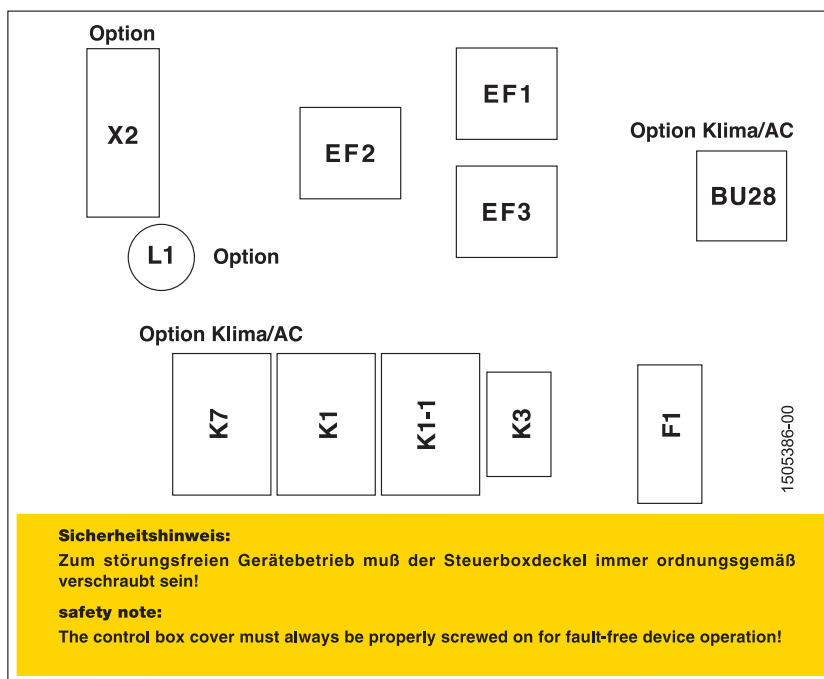 Option
X2
EF1
EF2
Option Klima/AC
BU28
EF3
L1
Option
Option Klima/AC
K7
K1
K1-1
K3
F1
1505386-00
Sicherheitshinweis:
Zum störungsfreien Gerätebetrieb muß der Steuerboxdeckel immer ordnungsgemäß
verschraubt sein!
safety note:
The control box cover must always be properly screwed on for fault-free device operation!